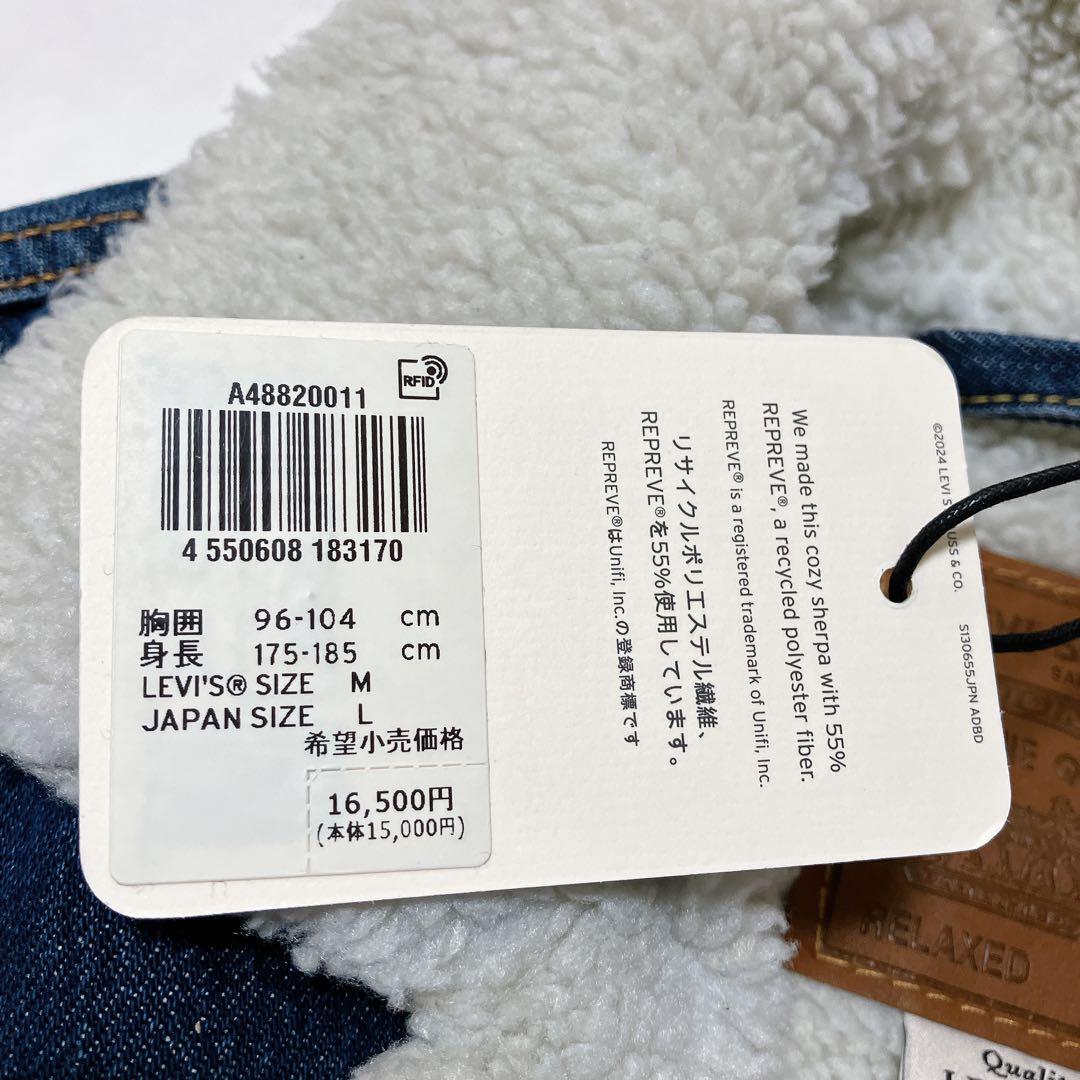 RFID
A48820011
4 550608 183170
胸囲 96-104 cm
身長 175-185 cm
LEVI'S® SIZE M
JAPAN SIZE L
希望小売価格
16,500円
(本体15,000円)
We made this cozy sherpa with 55%
REPREVE®, a recycled polyester fiber.
REPREVE® is a registered trademark of Unifi, Inc.
リサイクルポリエステル繊維、
REPREVE®を55%使用しています。
REPREVE®はUnifi, Inc.の登録商標です
©2024 LEVI S USS & CO.
S130655JPN ADBD
RELAXED
Quali